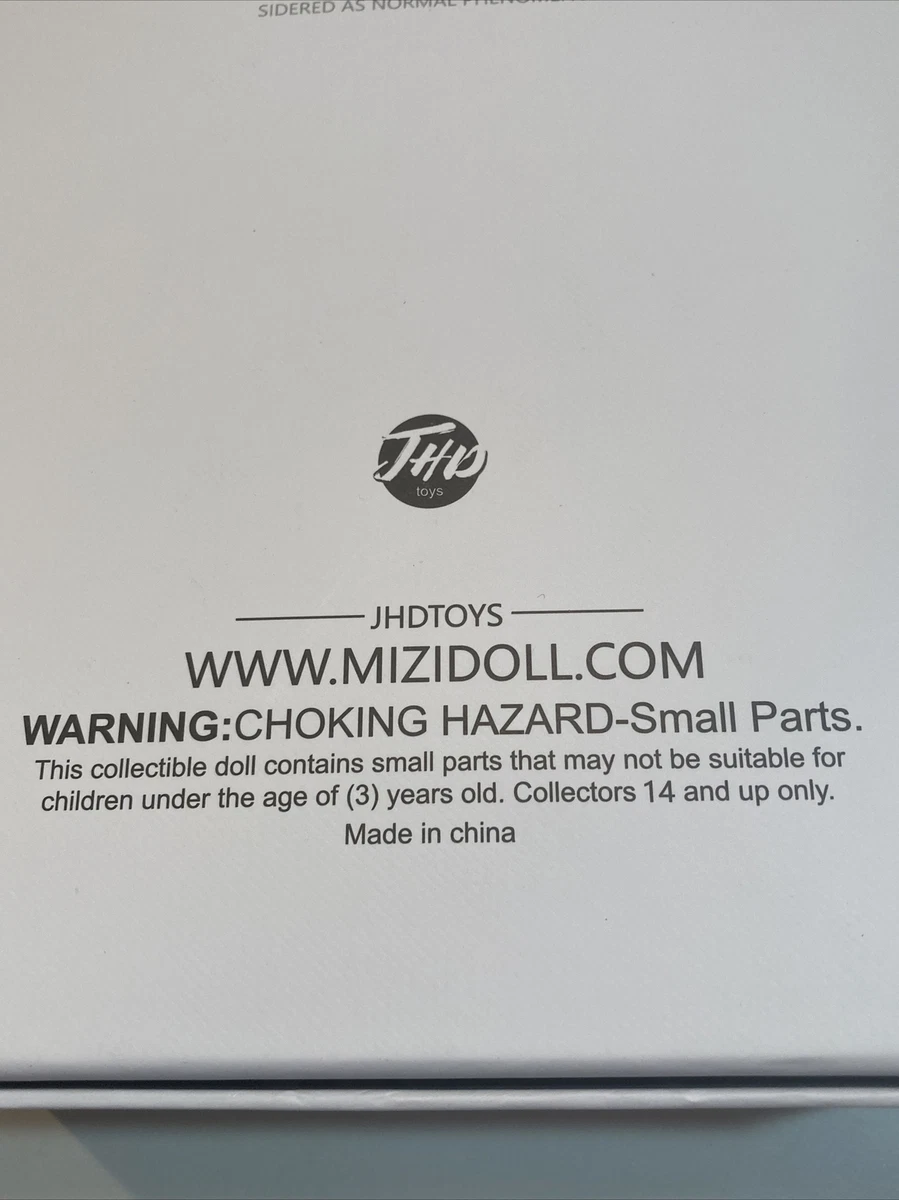 SIDERED AS NORMAL
JHD
toys
JHDTOYS
WWW.MIZIDOLL.COM
WARNING:CHOKING HAZARD-Small Parts.
This collectible doll contains small parts that may not be suitable for
children under the age of (3) years old. Collectors 14 and up only.
Made in china